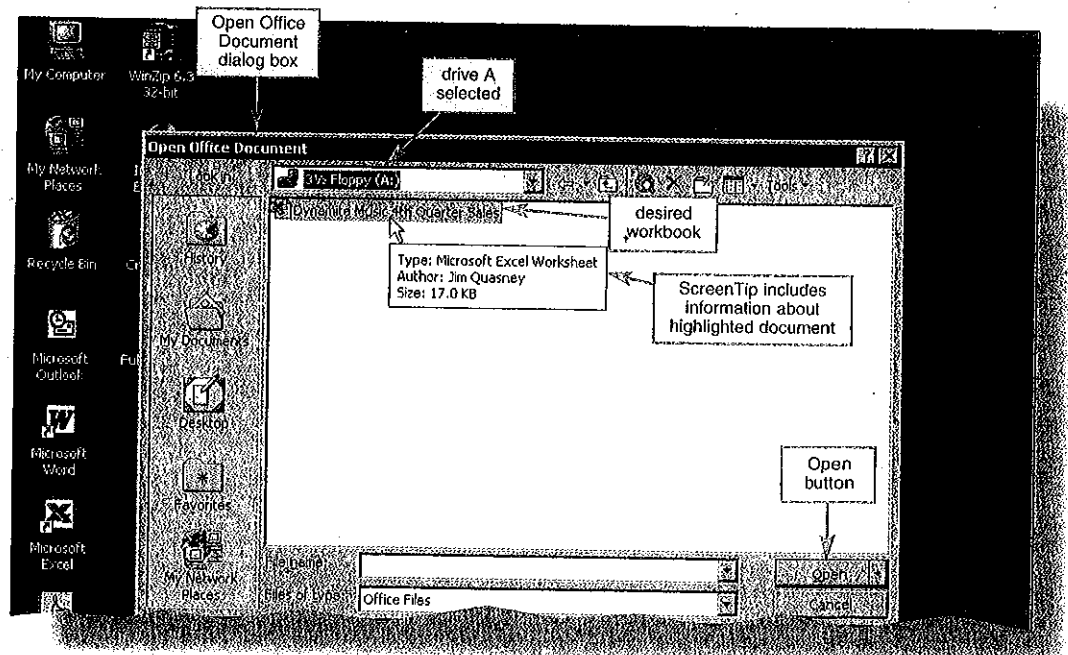 Open Office
Document
dialog box
drive A
selected
My Computer
WinZip 6.3
32-bit
My Network
Places
Recycle Bin
Microsoft
Outlook
Microsoft
Word
Microsoft
Excel
Open Office Document
Look in:
3½ Floppy (A:)
Tools
Dynamite Music 4th Quarter Sales
desired
workbook
Type: Microsoft Excel Worksheet
Author: Jim Quasney
Size: 17.0 KB
ScreenTip includes
information about
highlighted document
History
My Documents
Desktop
Favorites
My Network
Places
Open
button
File name:
Open
Files of type:
Office Files
Cancel